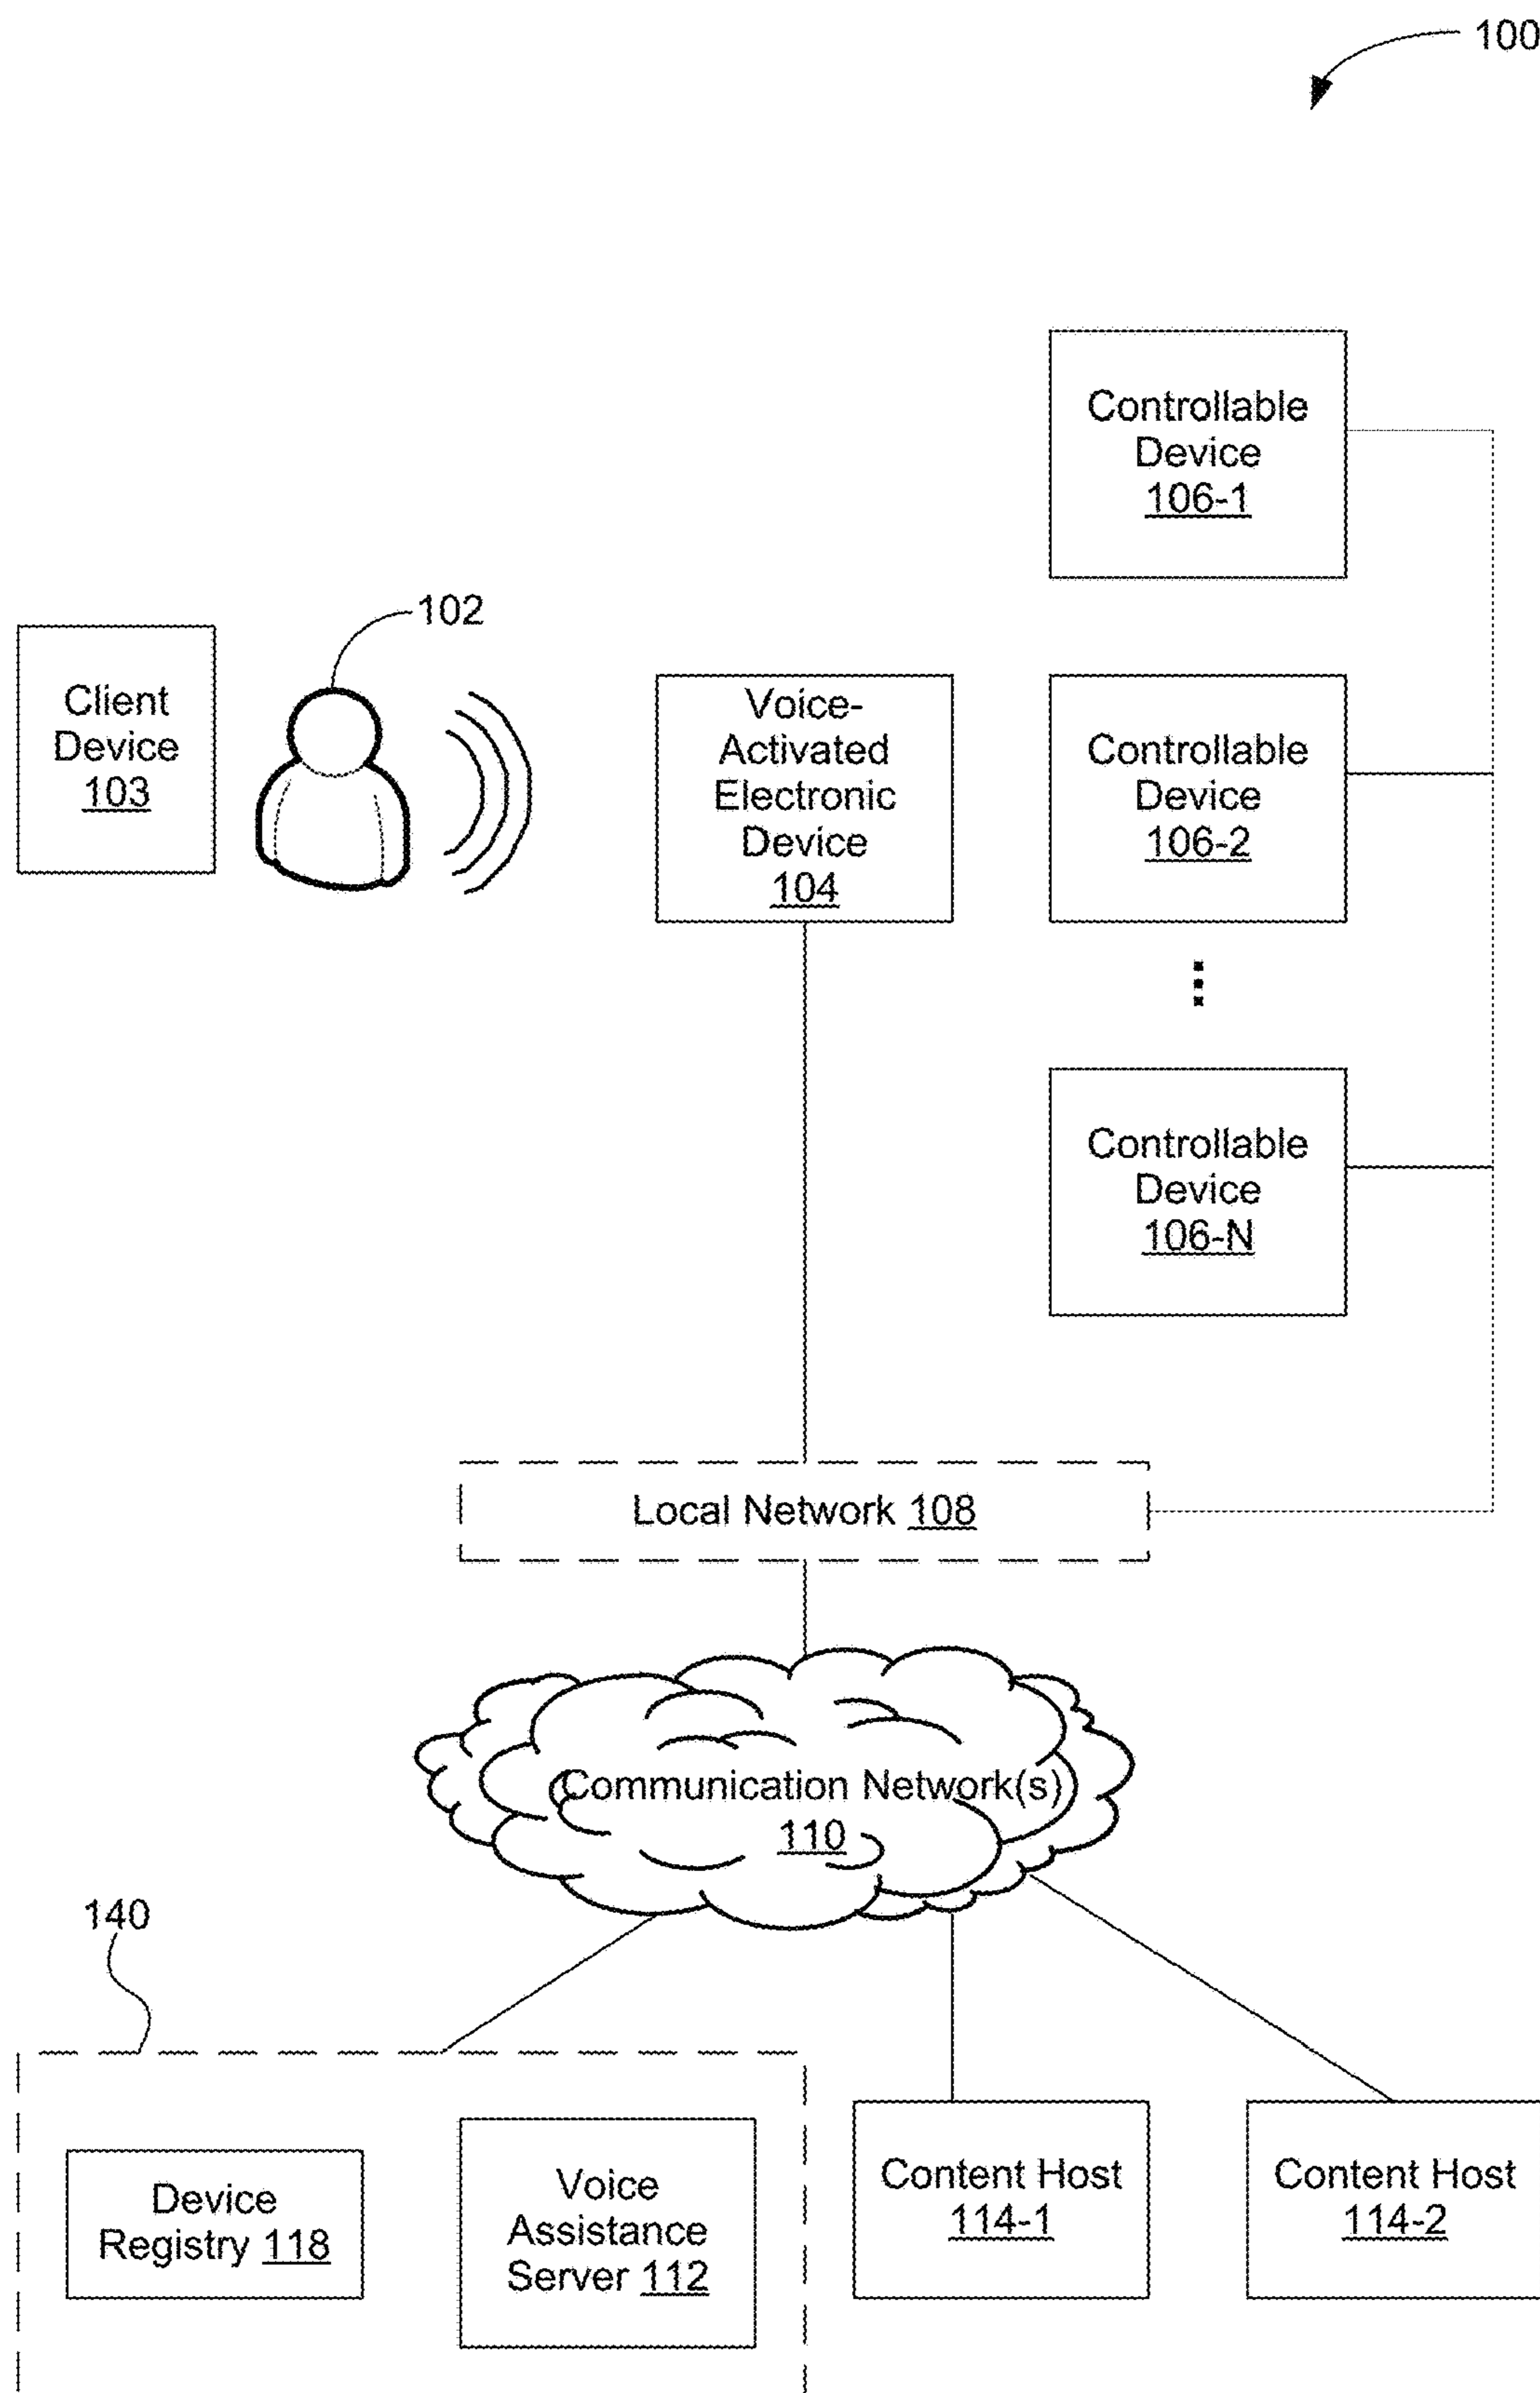 100
Controllable
Device
106-1
102
Client
Device
103
Voice-
Activated
Electronic
Device
104
Controllable
Device
106-2
Controllable
Device
106-N
Local Network 108
Communication Network(s)
110
140
Device
Registry 118
Voice
Assistance
Server 112
Content Host
114-1
Content Host
114-2